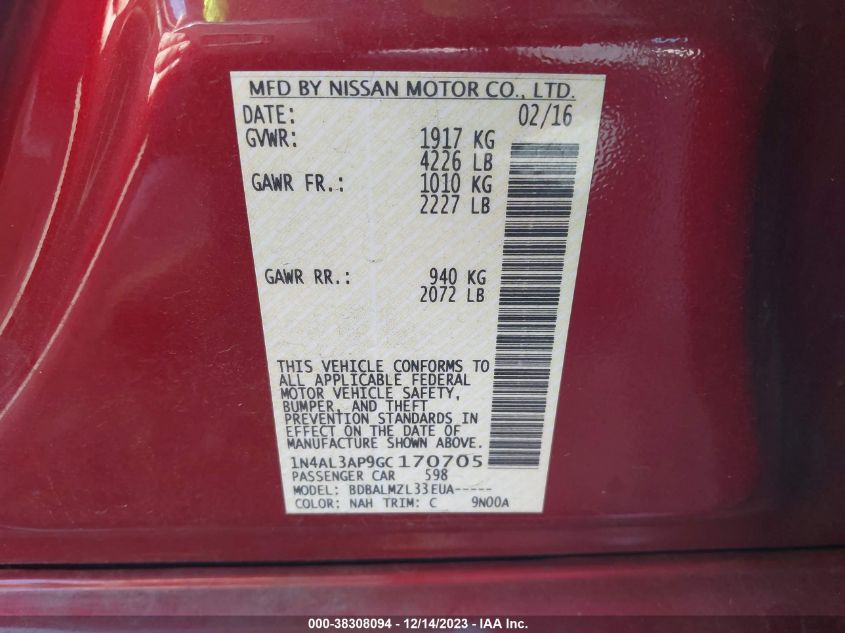 MFD BY NISSAN MOTOR CO., LTD.
DATE: 02/16
GVWR: 1917 KG
4226 LB
GAWR FR.: 1010 KG
2227 LB
GAWR RR.: 940 KG
2072 LB
THIS VEHICLE CONFORMS TO
ALL APPLICABLE FEDERAL
MOTOR VEHICLE SAFETY,
BUMPER, AND THEFT
PREVENTION STANDARDS IN
EFFECT ON THE DATE OF
MANUFACTURE SHOWN ABOVE.
1N4AL3AP9GC170705
PASSENGER CAR 598
MODEL: BDBALMZL33EUA-----
COLOR: NAH TRIM: C 9N00A
000-38308094 - 12/14/2023 - IAA Inc.